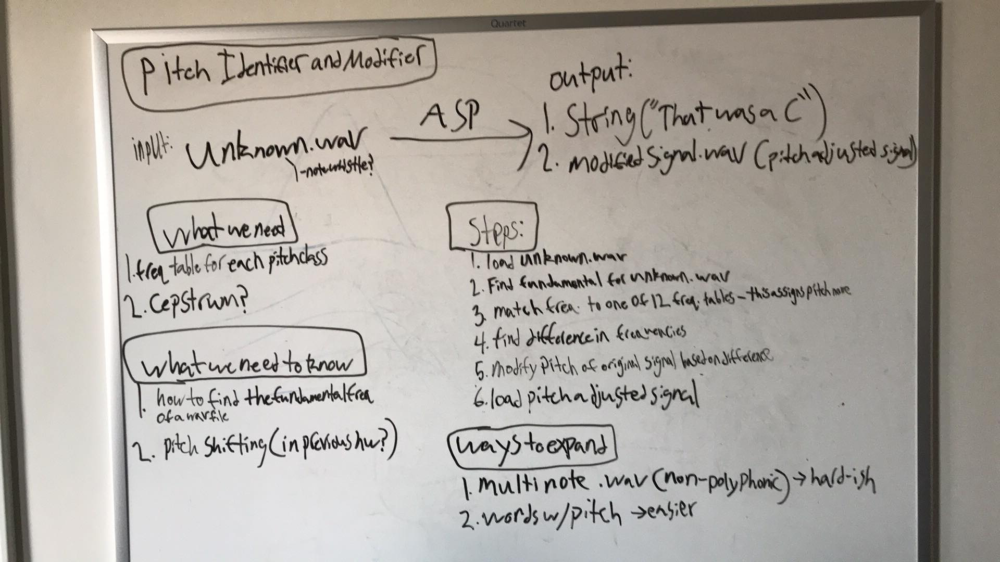 Quartet
Pitch Identifier and Modifier
input: Unknown.wav
1-note whistle?
ASP
output:
1. String ("That was a C")
2. modifiedSignal.wav (pitch adjusted signal)
What we need
1. freq table for each pitch class
2. Cepstrum?
What we need to know
1. how to find the fundamental freq
of a wav file
2. pitch shifting (in previous hw?)
Steps:
1. load unknown.wav
2. Find fundamental for unknown.wav
3. match freq. to one of 12 freq. tables - this assigns pitch name
4. find difference in frequencies
5. modify pitch of original signal based on difference
6. load pitch adjusted signal
ways to expand
1. multi note .wav (non-polyphonic) → hard-ish
2. words w/ pitch → easier